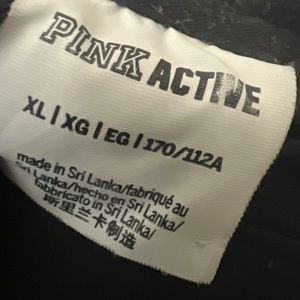 PINK ACTIVE
XL | XG | EG | 170/112A
made in Sri Lanka/fabriqué au
Sri Lanka/hecho en Sri Lanka/
fabricato in Sri Lanka/
斯里兰卡制造